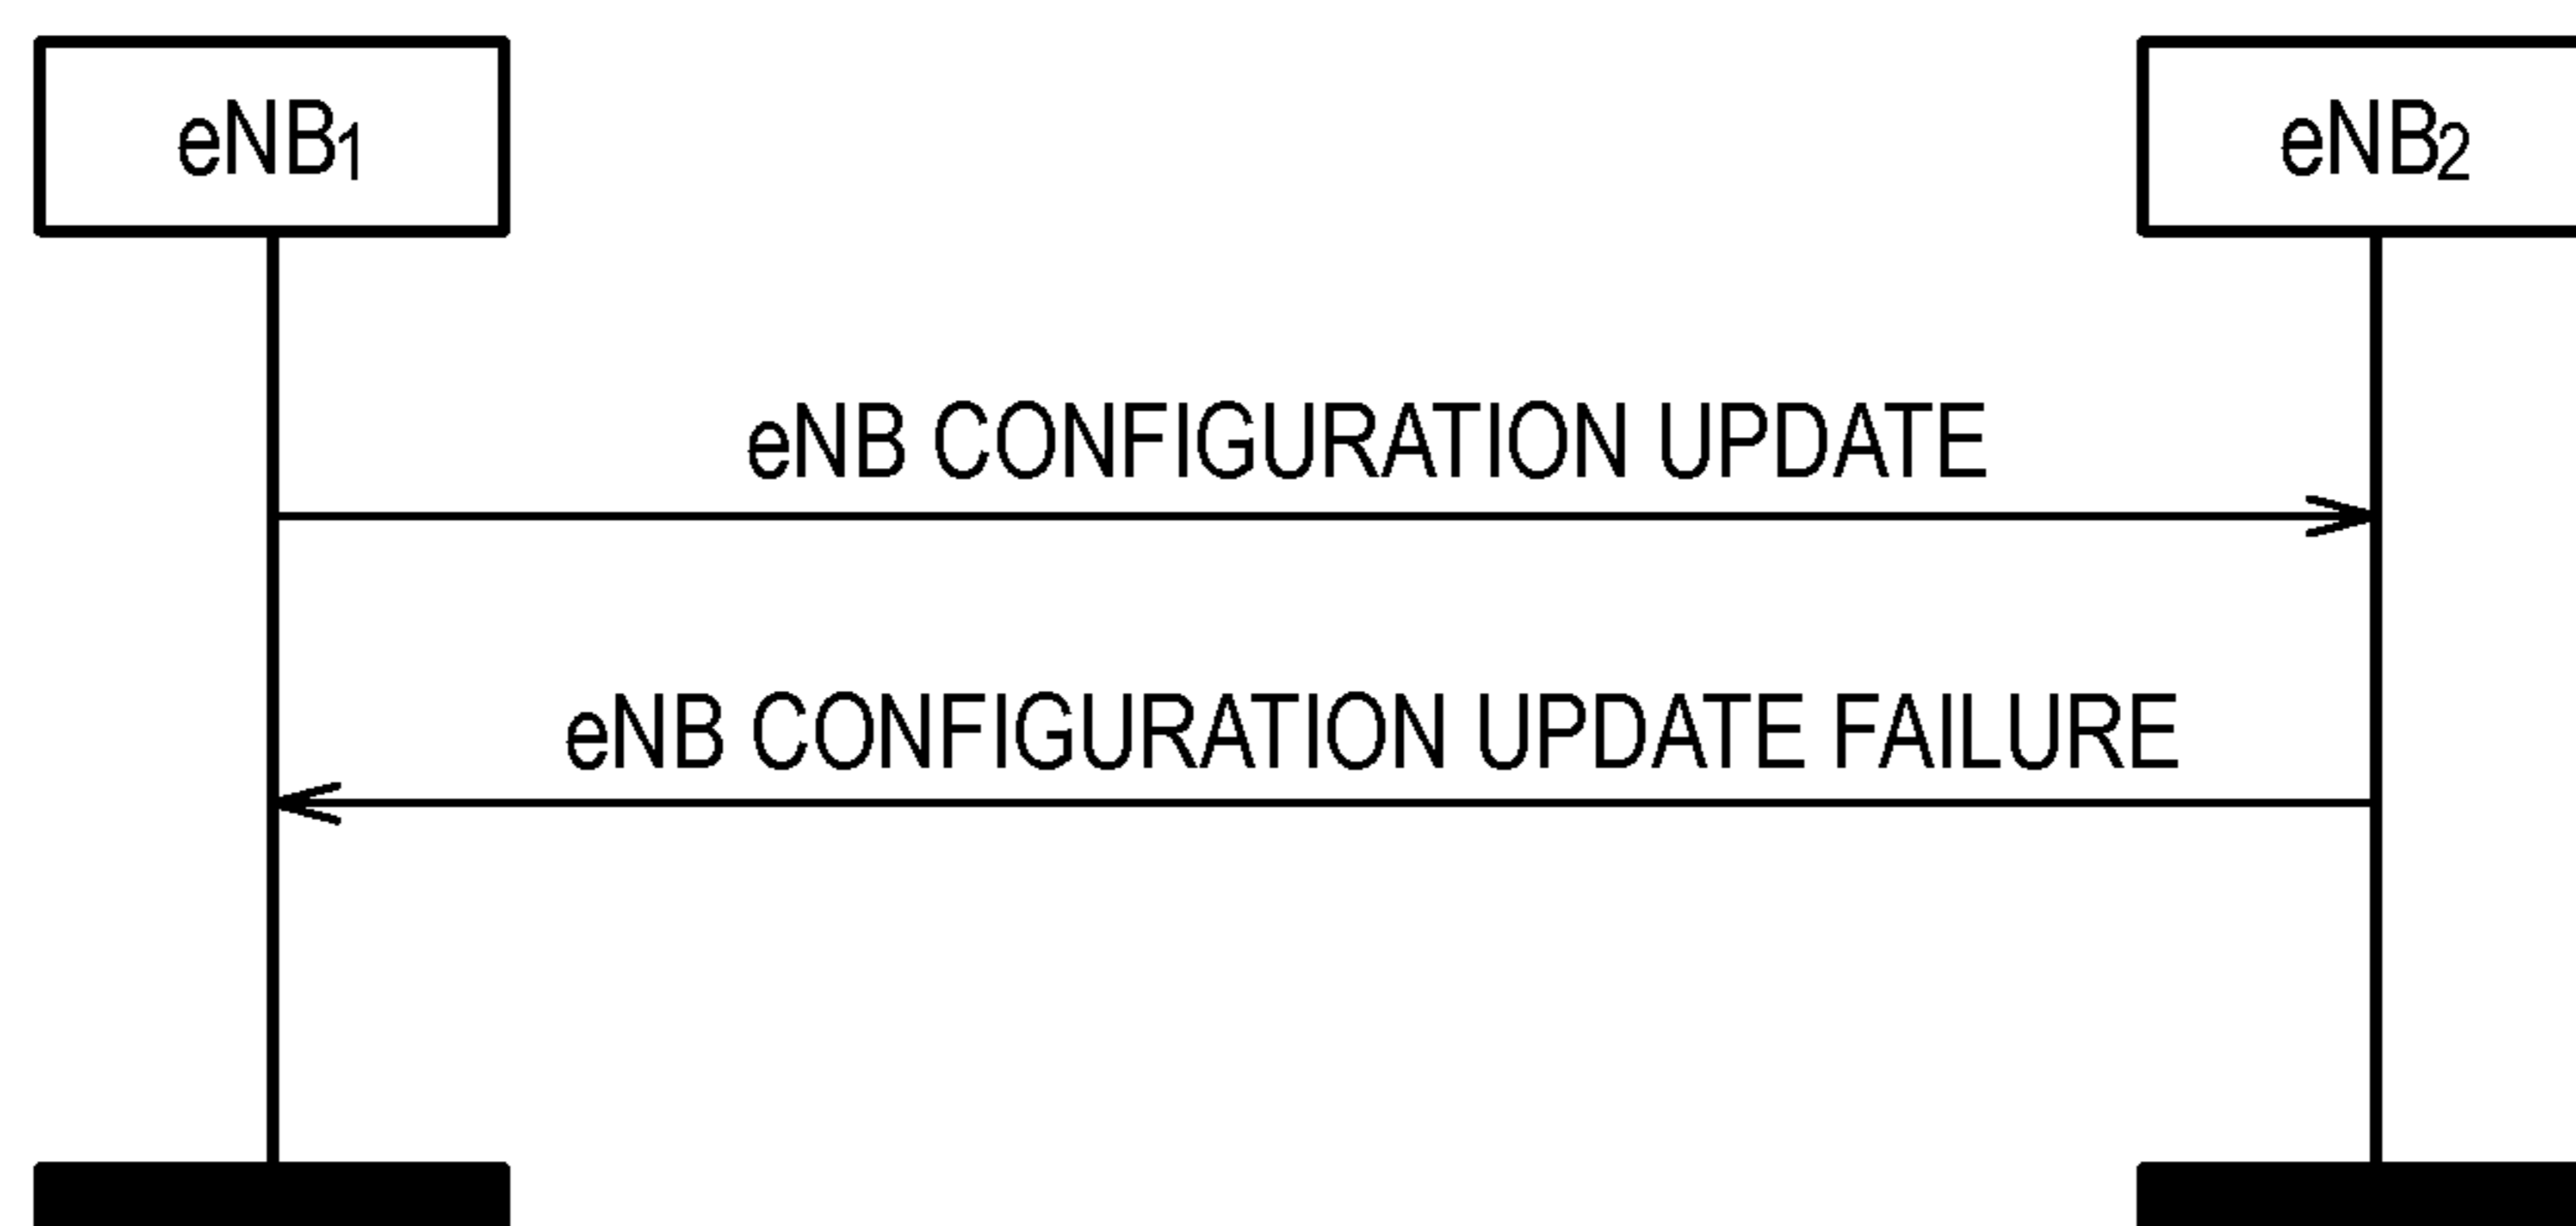 eNB1
eNB2
eNB CONFIGURATION UPDATE
eNB CONFIGURATION UPDATE FAILURE